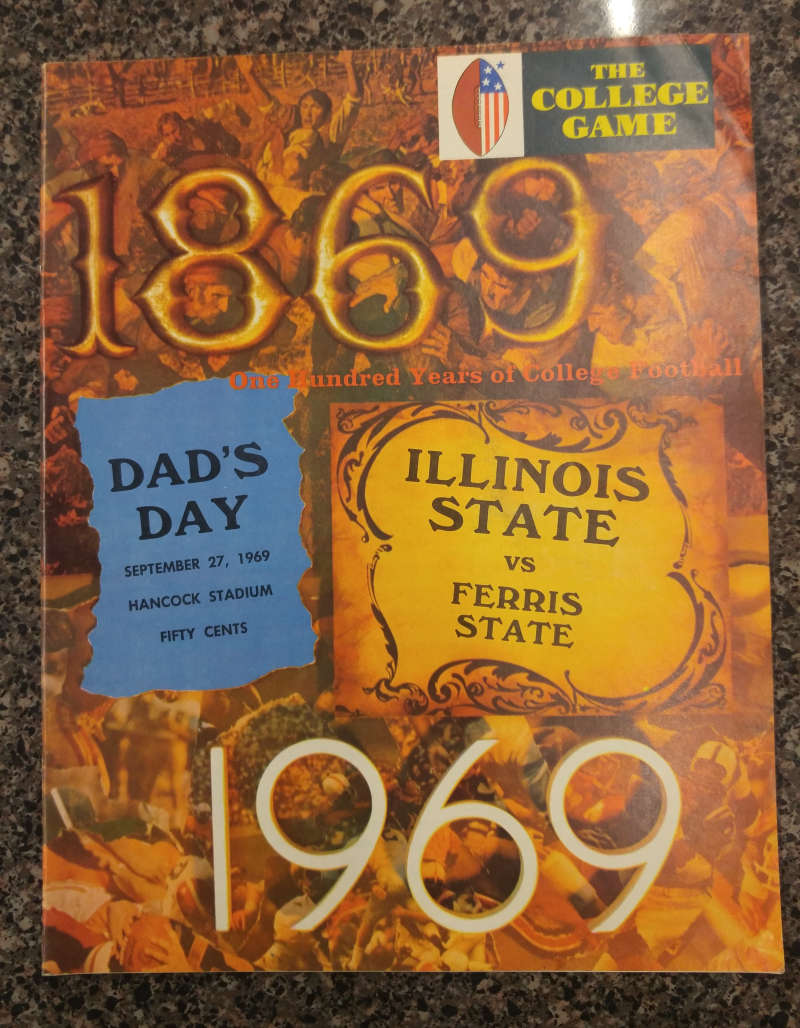 THE
COLLEGE
GAME
1869
One Hundred Years of College Football
DAD'S
DAY
SEPTEMBER 27, 1969
HANCOCK STADIUM
FIFTY CENTS
ILLINOIS
STATE
VS
FERRIS
STATE
1969